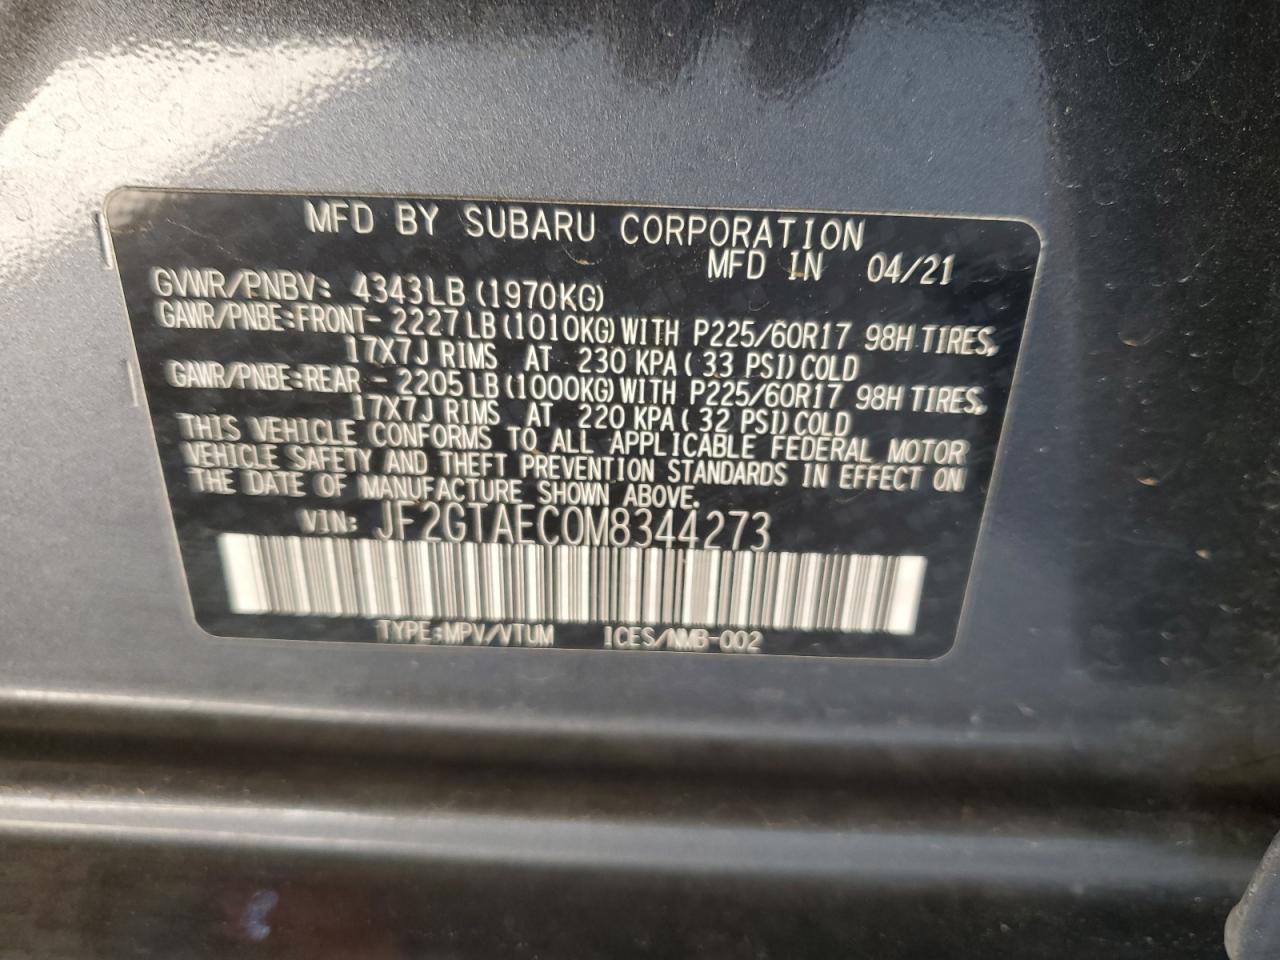 MFD BY SUBARU CORPORATION
MFD IN 04/21
GVWR/PNBV: 4343LB (1970KG)
GAWR/PNBE:FRONT- 2227LB (1010KG) WITH P225/60R17 98H TIRES,
17X7J RIMS AT 230 KPA ( 33 PSI) COLD
GAWR/PNBE:REAR - 2205LB (1000KG) WITH P225/60R17 98H TIRES,
17X7J RIMS AT 220 KPA ( 32 PSI) COLD
THIS VEHICLE CONFORMS TO ALL APPLICABLE FEDERAL MOTOR
VEHICLE SAFETY AND THEFT PREVENTION STANDARDS IN EFFECT ON
THE DATE OF MANUFACTURE SHOWN ABOVE.
VIN: JF2GTAEC0M8344273
TYPE:MPV/VTUM ICES/NMB-002